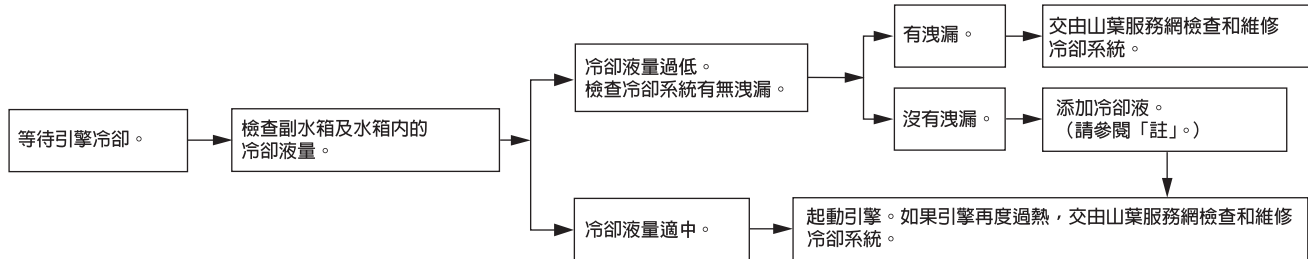 等待引擎冷卻。
檢查副水箱及水箱內的
冷卻液量。
冷卻液量過低。
檢查冷卻系統有無洩漏。
有洩漏。
交由山葉服務網檢查和維修
冷卻系統。
沒有洩漏。
添加冷卻液。
（請參閱「註」。）
冷卻液量適中。
起動引擎。如果引擎再度過熱，交由山葉服務網檢查和維修
冷卻系統。